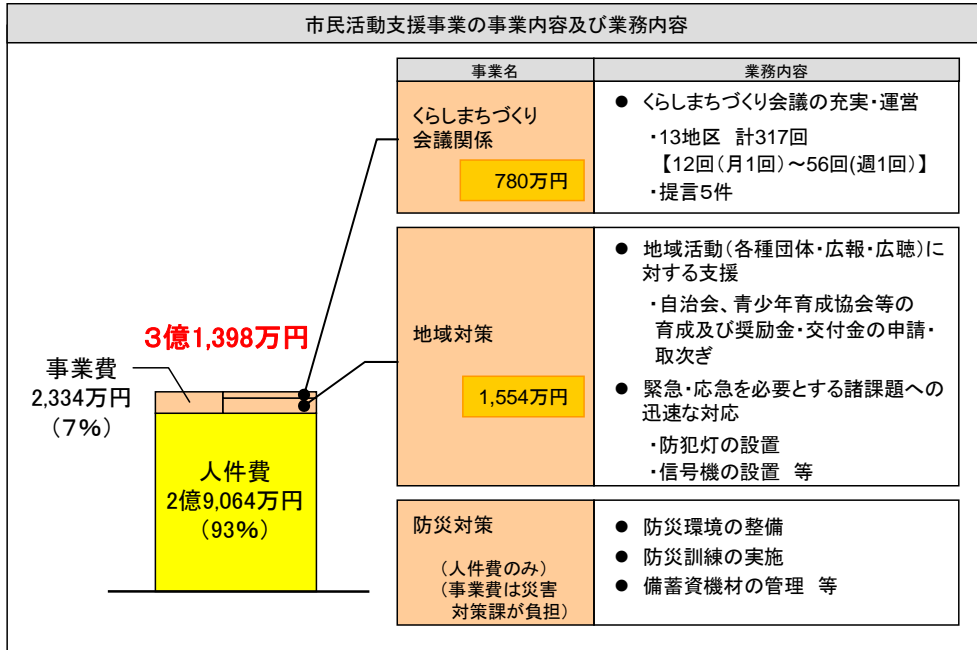 市民活動支援事業の事業内容及び業務内容
事業名
業務内容
くらしまちづくり
会議関係
780万円
● くらしまちづくり会議の充実・運営
・13地区 計317回
【12回(月1回)～56回(週1回)】
・提言5件
地域対策
1,554万円
● 地域活動(各種団体・広報・広聴)に
対する支援
・自治会、青少年育成協会等の
育成及び奨励金・交付金の申請・
取次ぎ
● 緊急・応急を必要とする諸課題への
迅速な対応
・防犯灯の設置
・信号機の設置 等
防災対策
(人件費のみ)
(事業費は災害
対策課が負担)
● 防災環境の整備
● 防災訓練の実施
● 備蓄資機材の管理 等
3億1,398万円
事業費
2,334万円
(7%)
人件費
2億9,064万円
(93%)